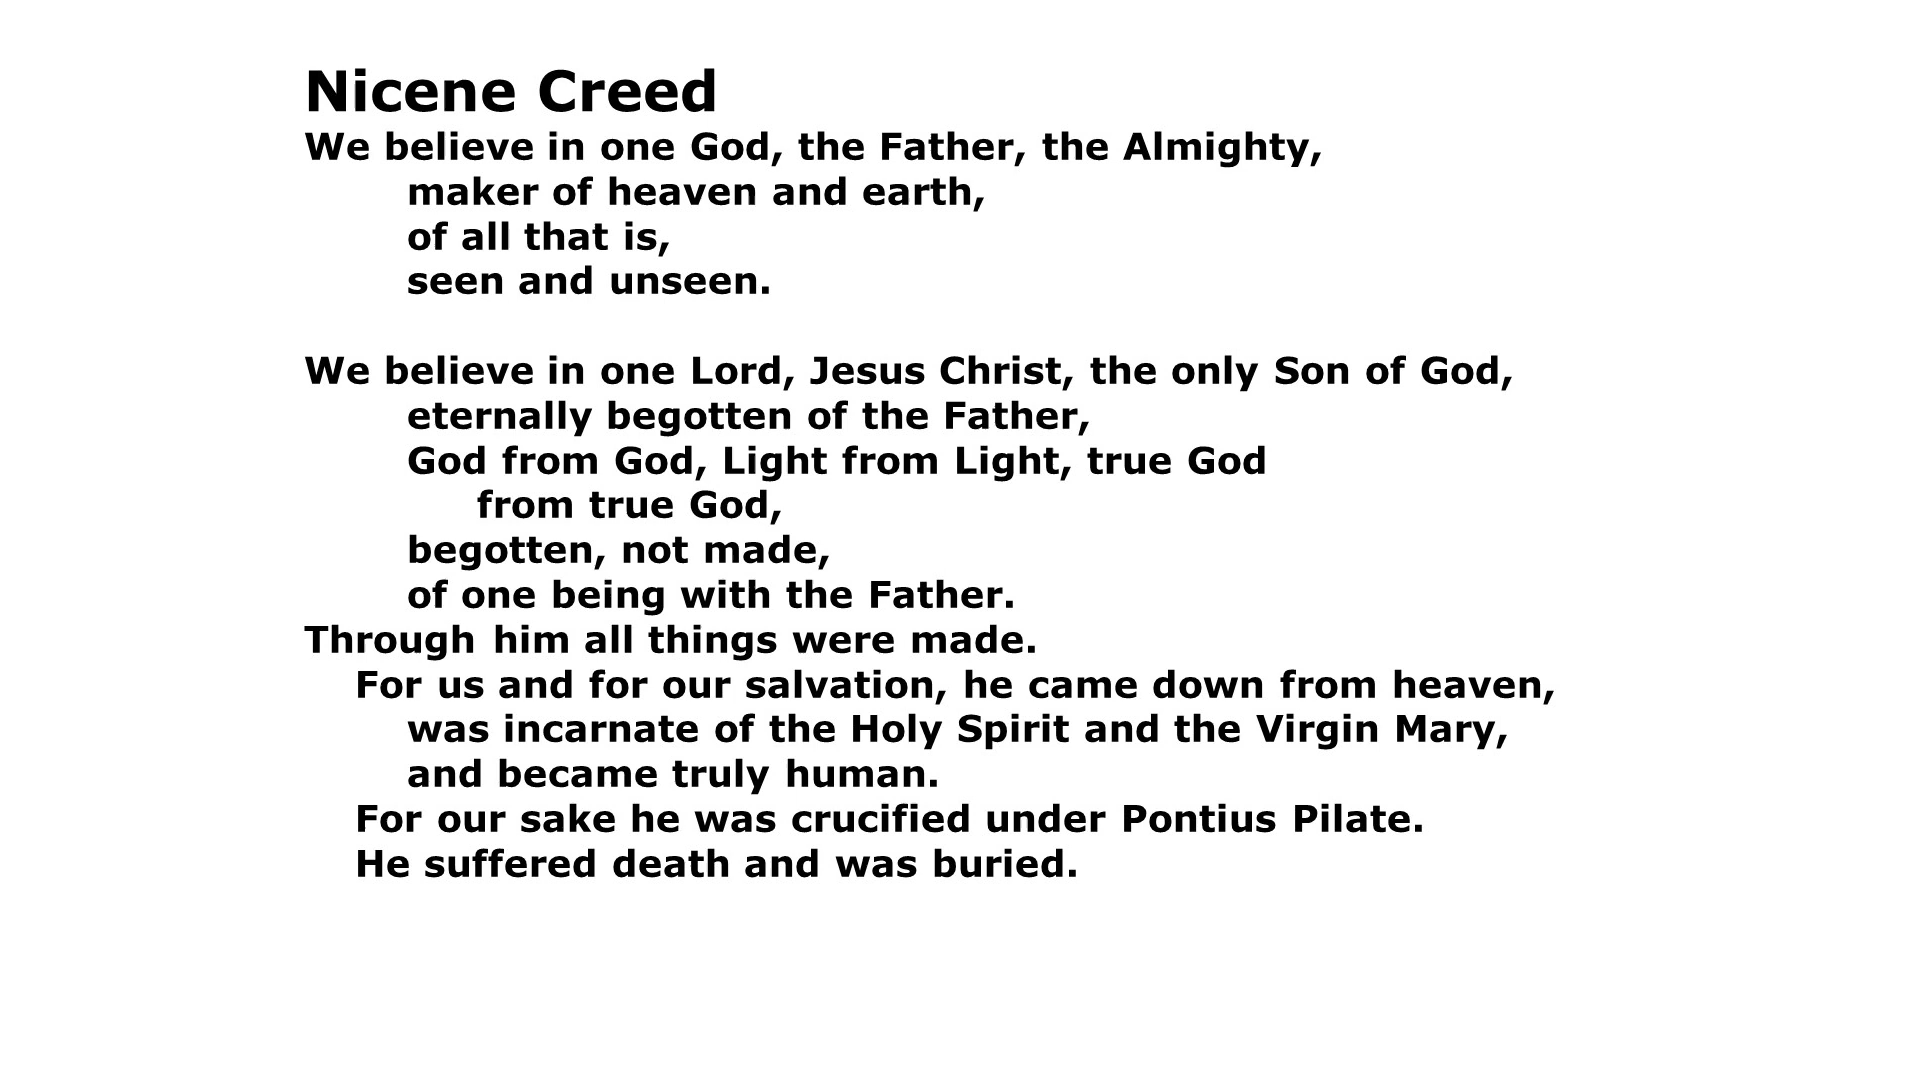 Nicene Creed
We believe in one God, the Father, the Almighty,
maker of heaven and earth,
of all that is,
seen and unseen.
We believe in one Lord, Jesus Christ, the only Son of God,
eternally begotten of the Father,
God from God, Light from Light, true God
from true God,
begotten, not made,
of one being with the Father.
Through him all things were made.
For us and for our salvation, he came down from heaven,
was incarnate of the Holy Spirit and the Virgin Mary,
and became truly human.
For our sake he was crucified under Pontius Pilate.
He suffered death and was buried.